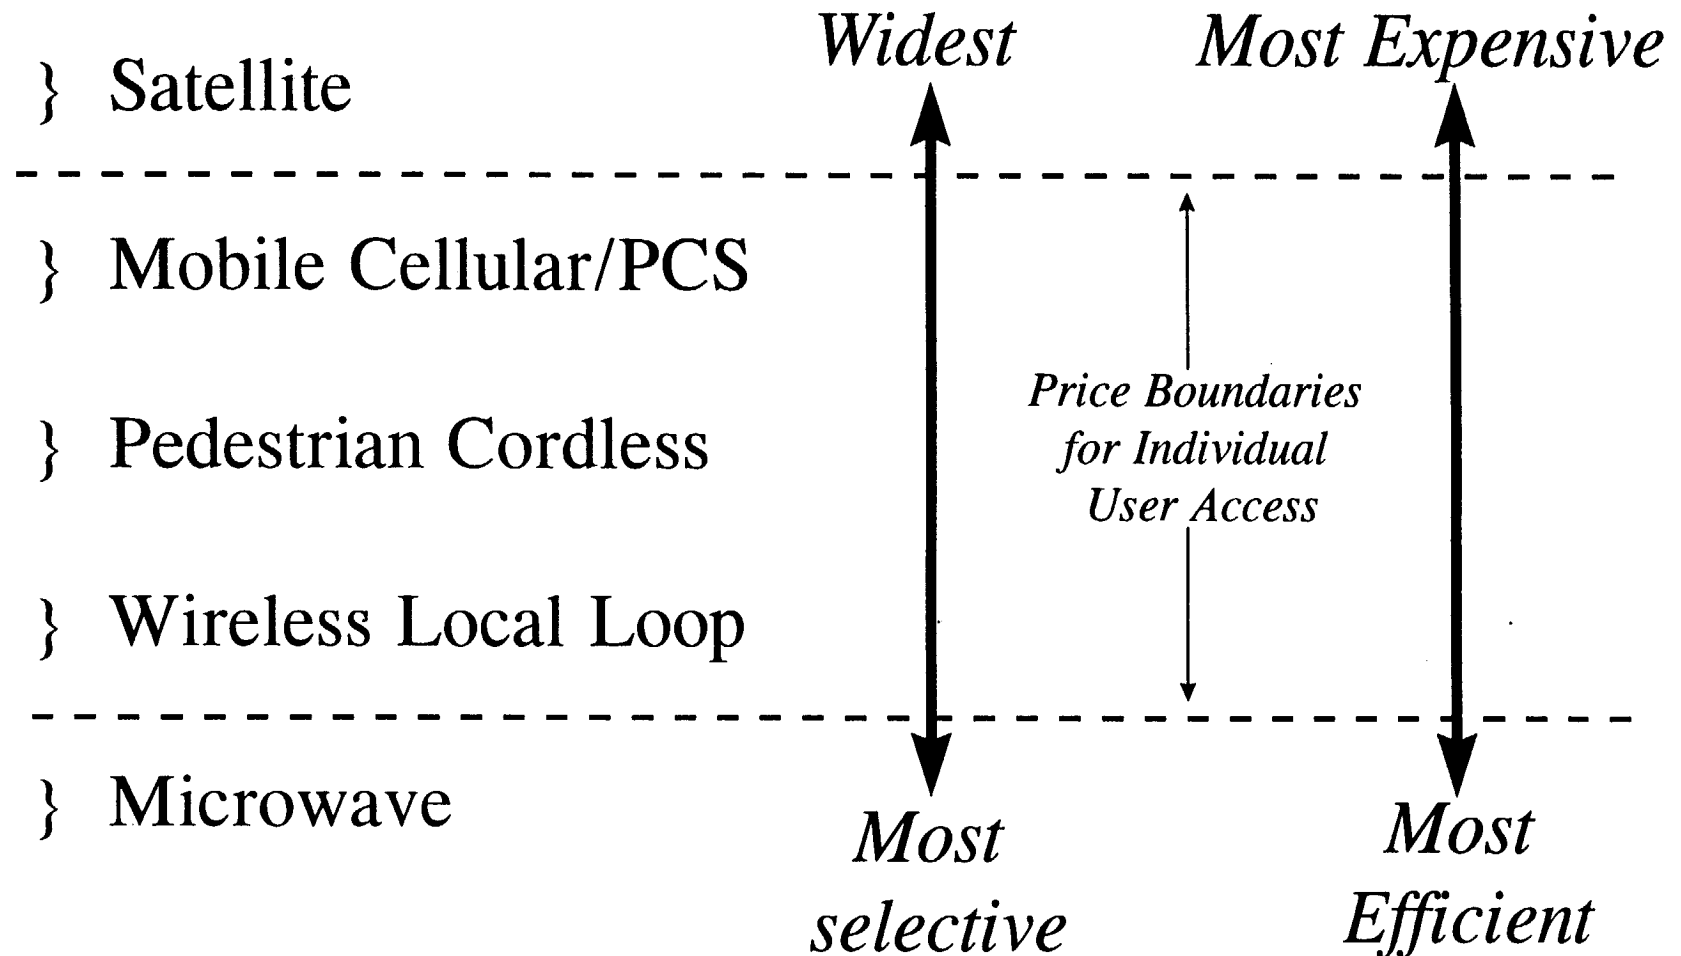 Widest
Most Expensive
} Satellite
} Mobile Cellular/PCS
Price Boundaries
for Individual
User Access
} Pedestrian Cordless
} Wireless Local Loop
} Microwave
Most
selective
Most
Efficient